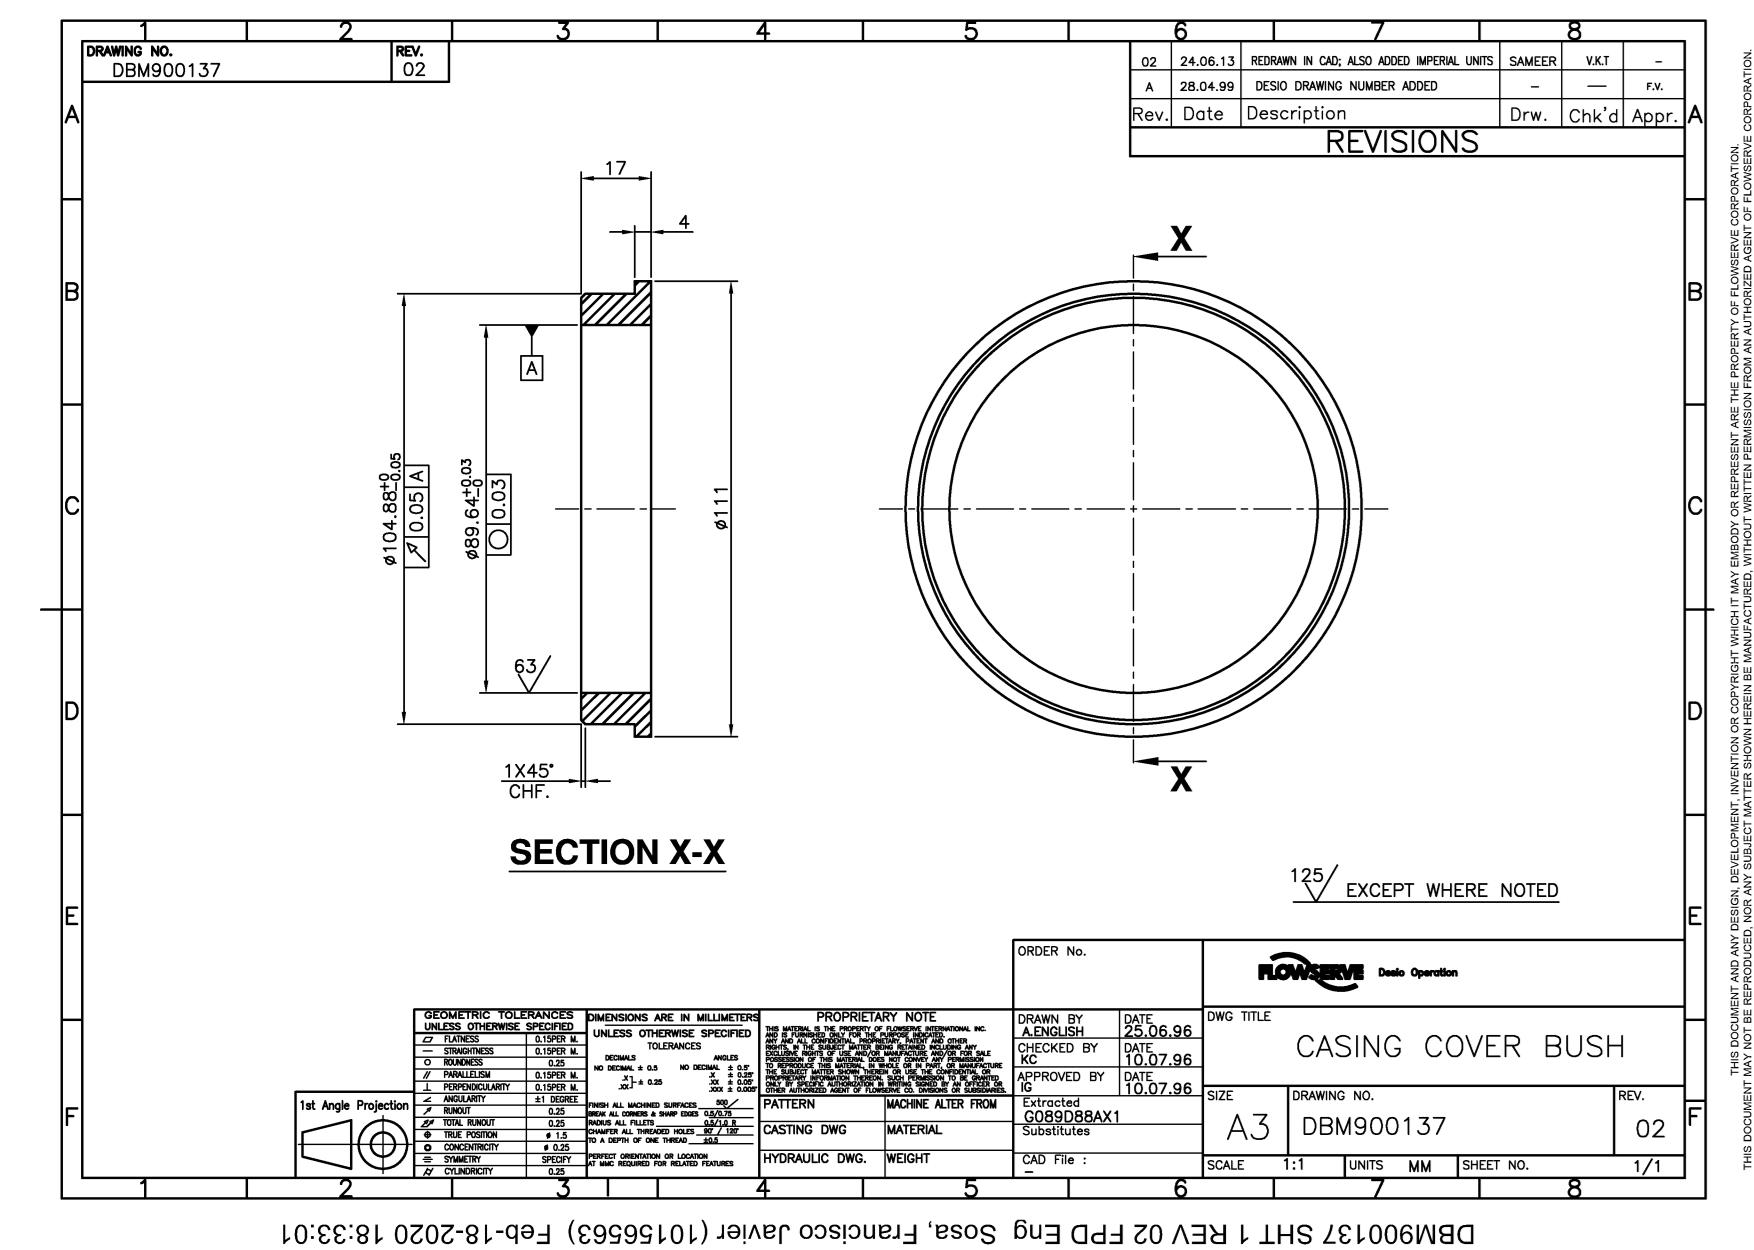 1 2 3 4 5 6 7 8
DRAWING NO.
DBM900137
REV.
02
02 24.06.13 REDRAWN IN CAD; ALSO ADDED IMPERIAL UNITS SAMEER V.K.T –
A 28.04.99 DESIO DRAWING NUMBER ADDED – — F.V.
Rev. Date Description Drw. Chk'd Appr.
REVISIONS
A
B
C
D
E
F
A
B
C
D
E
F
17
4
X
A
ø104.88 +0 -0.05
0.05 A
ø89.64 +0.03 -0
0.03
ø111
63
1X45°
CHF.
X
SECTION X-X
125 EXCEPT WHERE NOTED
1st Angle Projection
GEOMETRIC TOLERANCES
UNLESS OTHERWISE SPECIFIED
FLATNESS 0.15PER M.
STRAIGHTNESS 0.15PER M.
ROUNDNESS 0.25
PARALLELISM 0.15PER M.
PERPENDICULARITY 0.15PER M.
ANGULARITY ±1 DEGREE
RUNOUT 0.25
TOTAL RUNOUT 0.25
TRUE POSITION ø 1.5
CONCENTRICITY ø 0.25
SYMMETRY SPECIFY
CYLINDRICITY 0.25
DIMENSIONS ARE IN MILLIMETERS
UNLESS OTHERWISE SPECIFIED
TOLERANCES
DECIMALS ANGLES
NO DECIMAL ± 0.5 NO DECIMAL ± 0.5°
.X .XX ± 0.25
.X ± 0.25°
.XX ± 0.05°
.XXX ± 0.005°
FINISH ALL MACHINED SURFACES 500
BREAK ALL CORNERS & SHARP EDGES 0.5/0.75
RADIUS ALL FILLETS 0.5/1.0 R
CHAMFER ALL THREADED HOLES 90° / 120°
TO A DEPTH OF ONE THREAD ±0.5
PERFECT ORIENTATION OR LOCATION
AT MMC REQUIRED FOR RELATED FEATURES
PROPRIETARY NOTE
THIS MATERIAL IS THE PROPERTY OF FLOWSERVE INTERNATIONAL INC.
AND IS FURNISHED ONLY FOR THE PURPOSE INDICATED.
ANY AND ALL CONFIDENTIAL, PROPRIETARY, PATENT AND OTHER
RIGHTS, IN THE SUBJECT MATTER BEING RETAINED INCLUDING ANY
EXCLUSIVE RIGHTS OF USE AND/OR MANUFACTURE AND/OR FOR SALE
POSSESSION OF THIS MATERIAL DOES NOT CONVEY ANY PERMISSION
TO REPRODUCE THIS MATERIAL, IN WHOLE OR IN PART, OR MANUFACTURE
THE SUBJECT MATTER SHOWN THEREIN OR USE THE CONFIDENTIAL OR
PROPRIETARY INFORMATION THEREON. SUCH PERMISSION TO BE GRANTED
ONLY BY SPECIFIC AUTHORIZATION IN WRITING SIGNED BY AN OFFICER OR
OTHER AUTHORIZED AGENT OF FLOWSERVE CO. DIVISIONS OR SUBSIDIARIES.
PATTERN MACHINE ALTER FROM
CASTING DWG MATERIAL
HYDRAULIC DWG. WEIGHT
ORDER No.
DRAWN BY
A.ENGLISH
DATE
25.06.96
CHECKED BY
KC
DATE
10.07.96
APPROVED BY
IG
DATE
10.07.96
Extracted
G089D88AX1
Substitutes
CAD File :
–
FLOWSERVE Desio Operation
DWG TITLE
CASING COVER BUSH
SIZE
A3
DRAWING NO.
DBM900137
REV.
02
SCALE 1:1 UNITS MM SHEET NO. 1/1
1 2 3 4 5 6 7 8
DBM900137 SHT 1 REV 02 FPD Eng Sosa, Francisco Javier (10156563) Feb-18-2020 18:33:01
THIS DOCUMENT AND ANY DESIGN, DEVELOPMENT, INVENTION OR COPYRIGHT WHICH IT MAY EMBODY OR REPRESENT ARE THE PROPERTY OF FLOWSERVE CORPORATION.
THIS DOCUMENT MAY NOT BE REPRODUCED, NOR ANY SUBJECT MATTER SHOWN HEREIN BE MANUFACTURED, WITHOUT WRITTEN PERMISSION FROM AN AUTHORIZED AGENT OF FLOWSERVE CORPORATION.